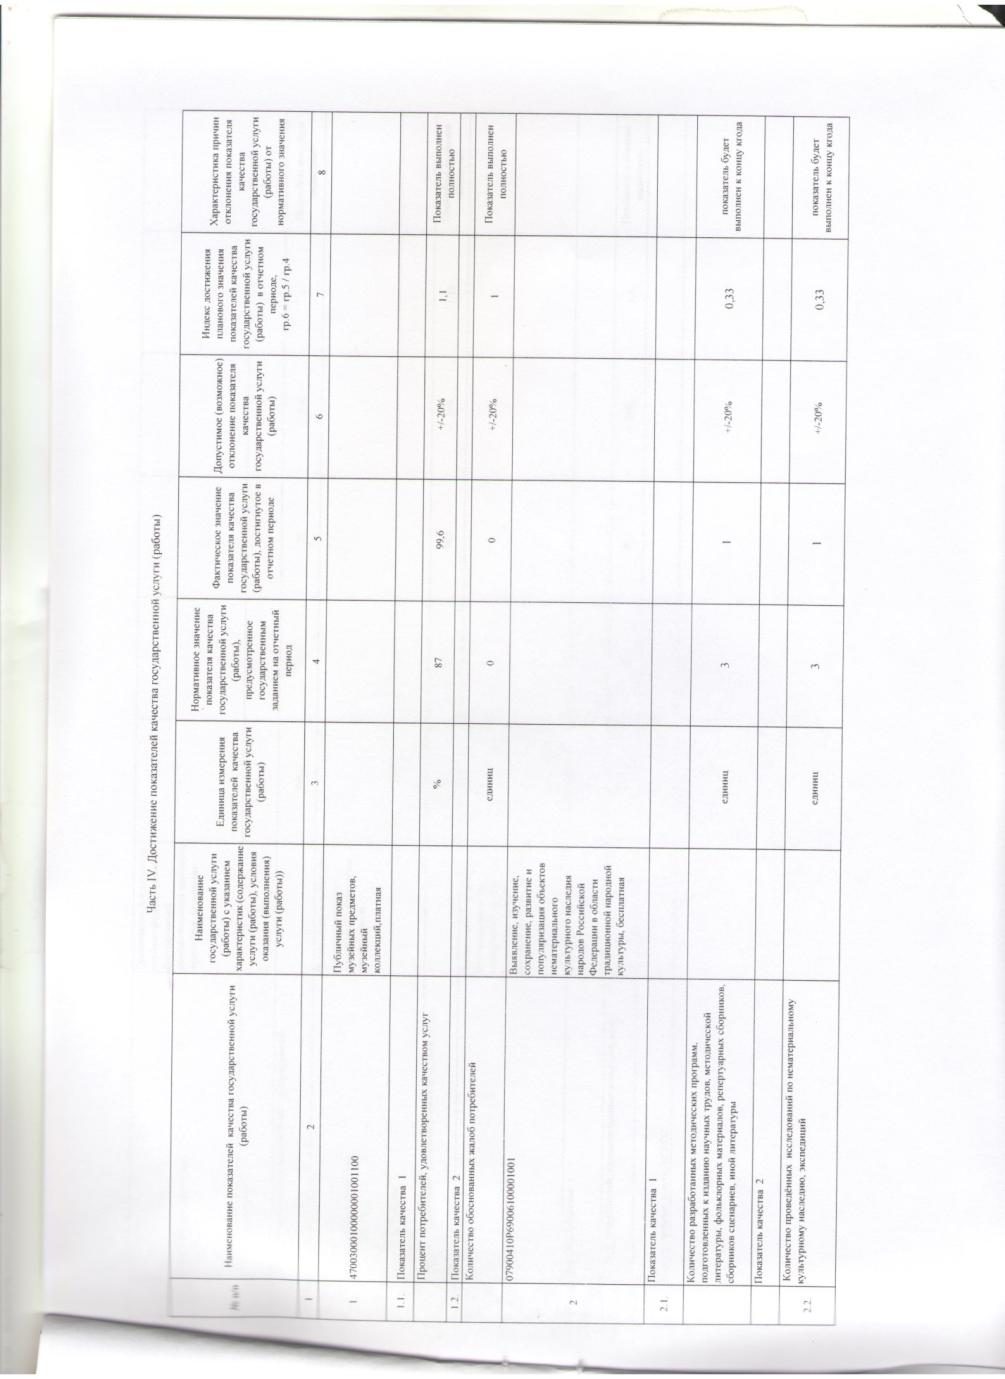 Часть IV. Достижение показателей качества государственной услуги (работы)
№ п/п
Наименование показателей качества государственной услуги
(работы)
Наименование
государственной услуги
(работы) с указанием
характеристик (содержание
услуги (работы), условия
оказания (выполнения)
услуги (работы))
Единица измерения
показателей качества
государственной услуги
(работы)
Нормативное значение
показателя качества
государственной услуги
(работы),
предусмотренное
государственным
заданием на отчетный
период
Фактическое значение
показателя качества
государственной услуги
(работы), достигнутое в
отчетном периоде
Допустимое (возможное)
отклонение показателя
качества
государственной услуги
(работы)
Индекс достижения
планового значения
показателей качества
государственной услуги
(работы) в отчетном
периоде,
гр.6 = гр.5 / гр.4
Характеристика причин
отклонения показателя
качества
государственной услуги
(работы) от
нормативного значения
1
2
3
4
5
6
7
8
1
Публичный показ
музейных предметов,
музейный
коллекций,платная
1.1.
Показатель качества 1
Процент потребителей, удовлетворенных качеством услуг
%
87
99,6
+/-20%
1,1
Показатель выполнен
полностью
1.2.
Показатель качества 2
Количество обоснованных жалоб потребителей
единиц
0
0
+/-20%
1
Показатель выполнен
полностью
2
07900410Р69006100001001
Выявление, изучение,
сохранение, развитие и
популяризация объектов
нематериального
культурного наследия
народов Российской
Федерации в области
традиционной народной
культуры, бесплатная
2.1.
Показатель качества 1
Количество разработанных методических программ,
подготовленных к изданию научных трудов, методической
литературы, фольклорных материалов, репертуарных сборников,
сборников сценариев, иной литературы
единиц
3
1
+/-20%
0,33
показатель будет
выполнен к концу кгода
Показатель качества 2
2.2.
Количество проведённых исследований по нематериальному
культурному наследию, экспедиций
единиц
3
1
+/-20%
0,33
показатель будет
выполнен к концу кгода